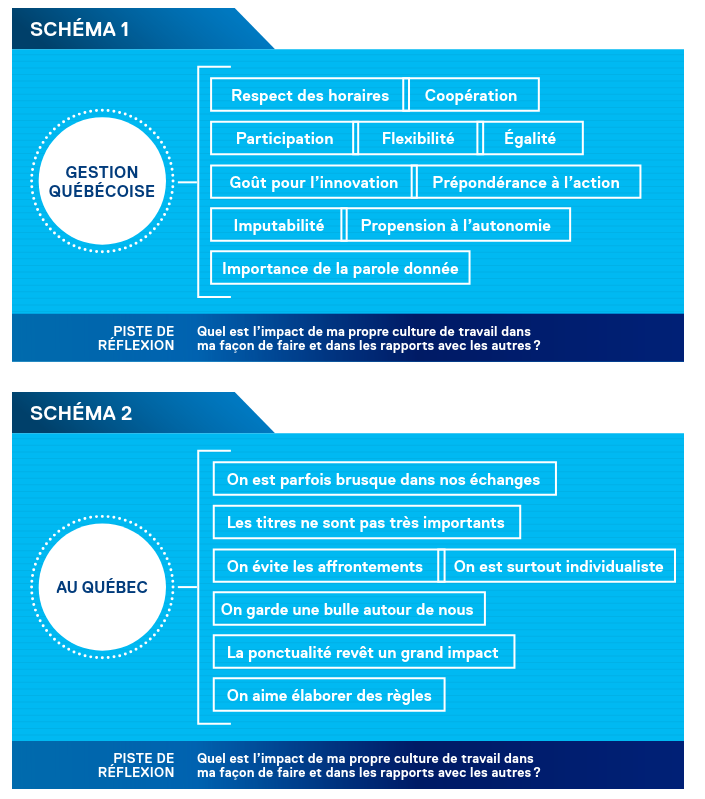 SCHÉMA 1
GESTION
QUÉBÉCOISE
Respect des horaires
Coopération
Participation
Flexibilité
Égalité
Goût pour l'innovation
Prépondérance à l'action
Imputabilité
Propension à l'autonomie
Importance de la parole donnée
PISTE DE
RÉFLEXION
Quel est l'impact de ma propre culture de travail dans
ma façon de faire et dans les rapports avec les autres ?
SCHÉMA 2
AU QUÉBEC
On est parfois brusque dans nos échanges
Les titres ne sont pas très importants
On évite les affrontements
On est surtout individualiste
On garde une bulle autour de nous
La ponctualité revêt un grand impact
On aime élaborer des règles
PISTE DE
RÉFLEXION
Quel est l'impact de ma propre culture de travail dans
ma façon de faire et dans les rapports avec les autres ?